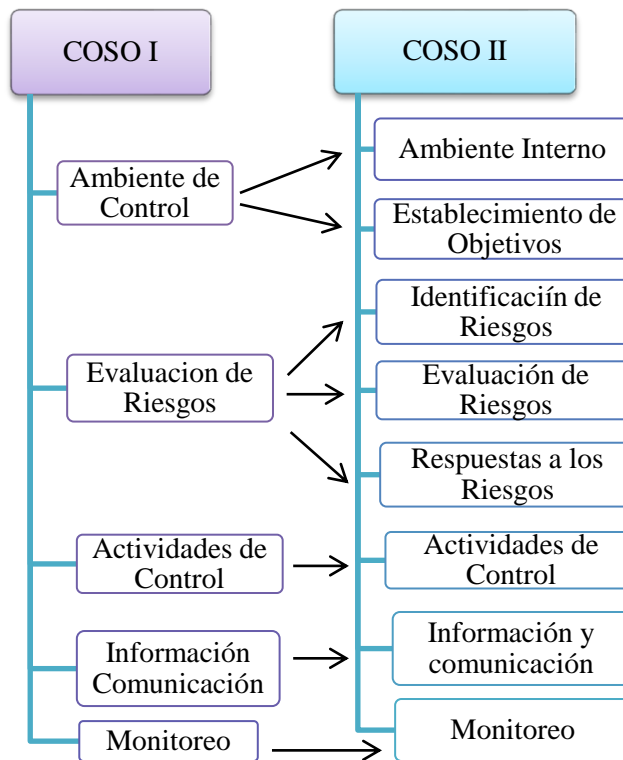 COSO I
Ambiente de
Control
Evaluacion de
Riesgos
Actividades de
Control
Información
Comunicación
Monitoreo
COSO II
Ambiente Interno
Establecimiento de
Objetivos
Identificaciín de
Riesgos
Evaluación de
Riesgos
Respuestas a los
Riesgos
Actividades de
Control
Información y
comunicación
Monitoreo